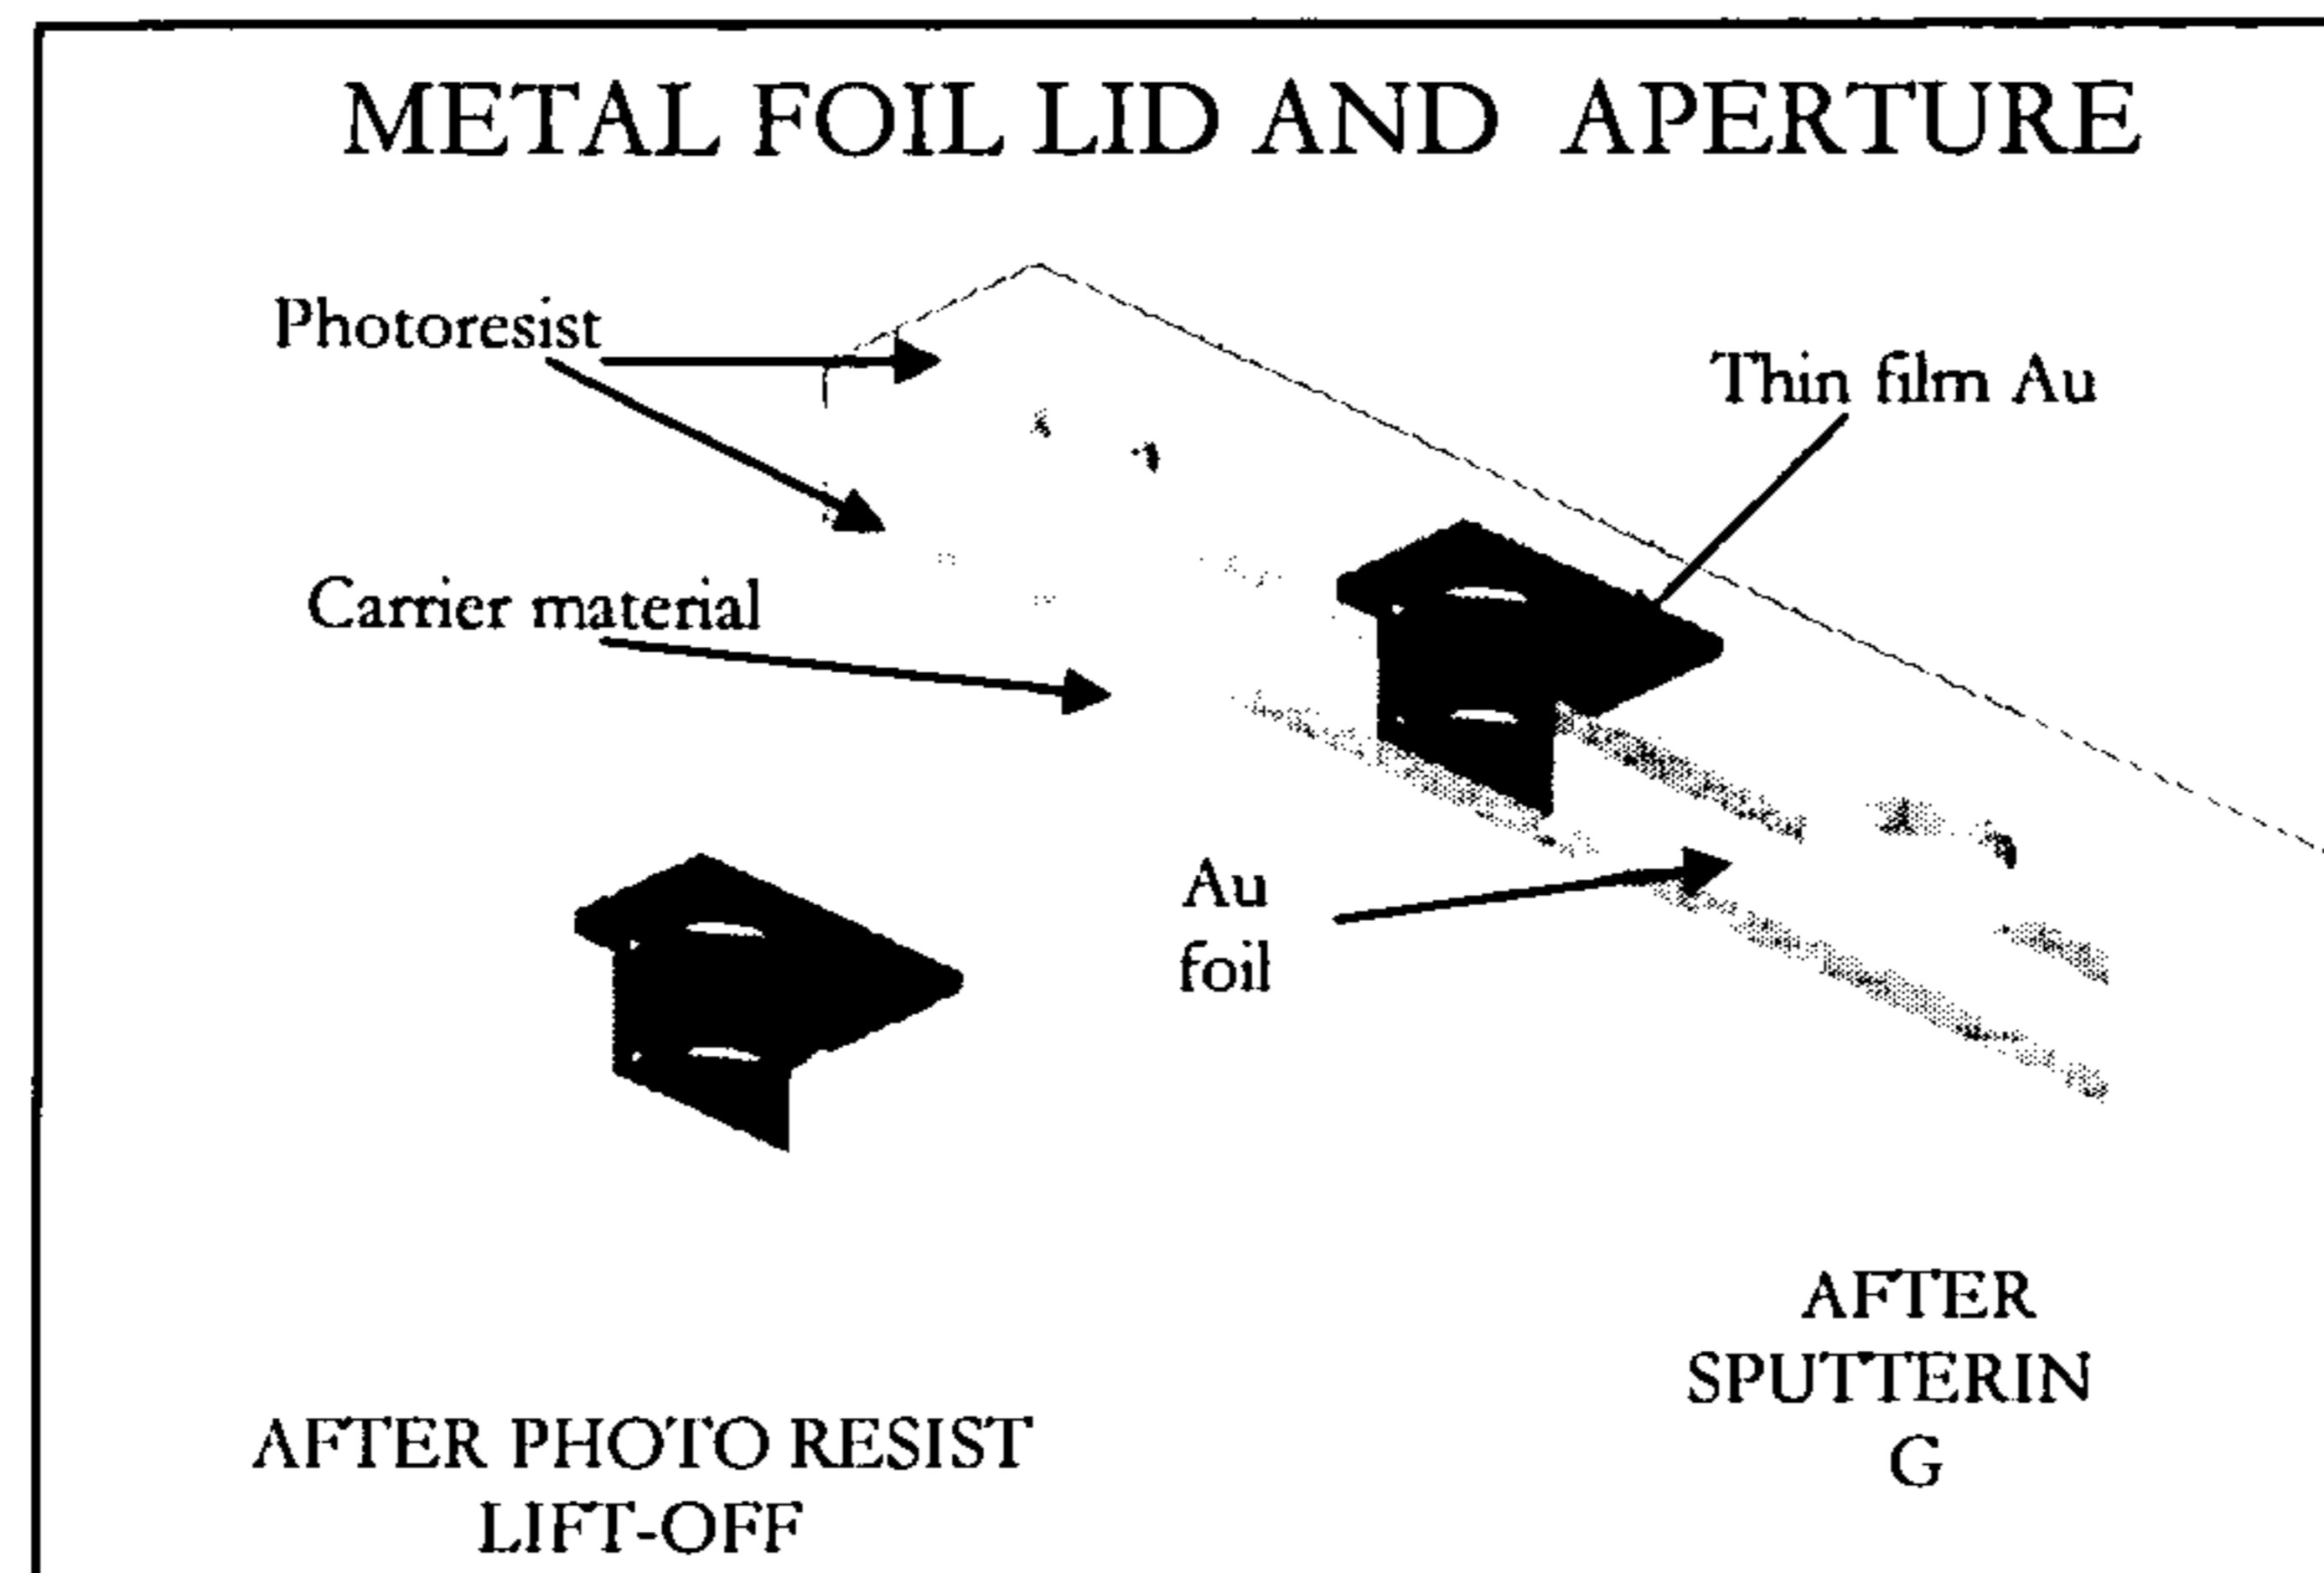 METAL FOIL LID AND APERTURE
Photoresist
Thin film Au
Carrier material
Au
foil
AFTER
SPUTTERIN
G
AFTER PHOTO RESIST
LIFT-OFF